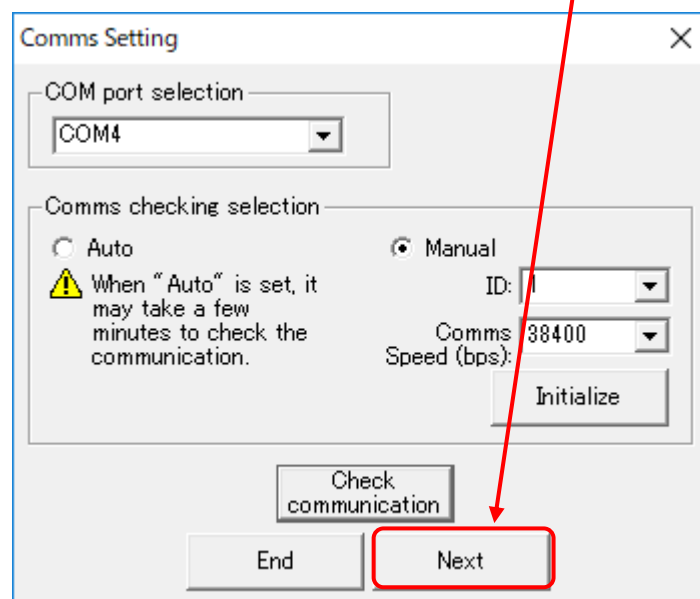 Comms Setting
COM port selection
COM4
Comms checking selection
Auto
When "Auto" is set, it
may take a few
minutes to check the
communication.
Manual
ID: 1
Comms
Speed (bps): 38400
Initialize
Check
communication
End
Next